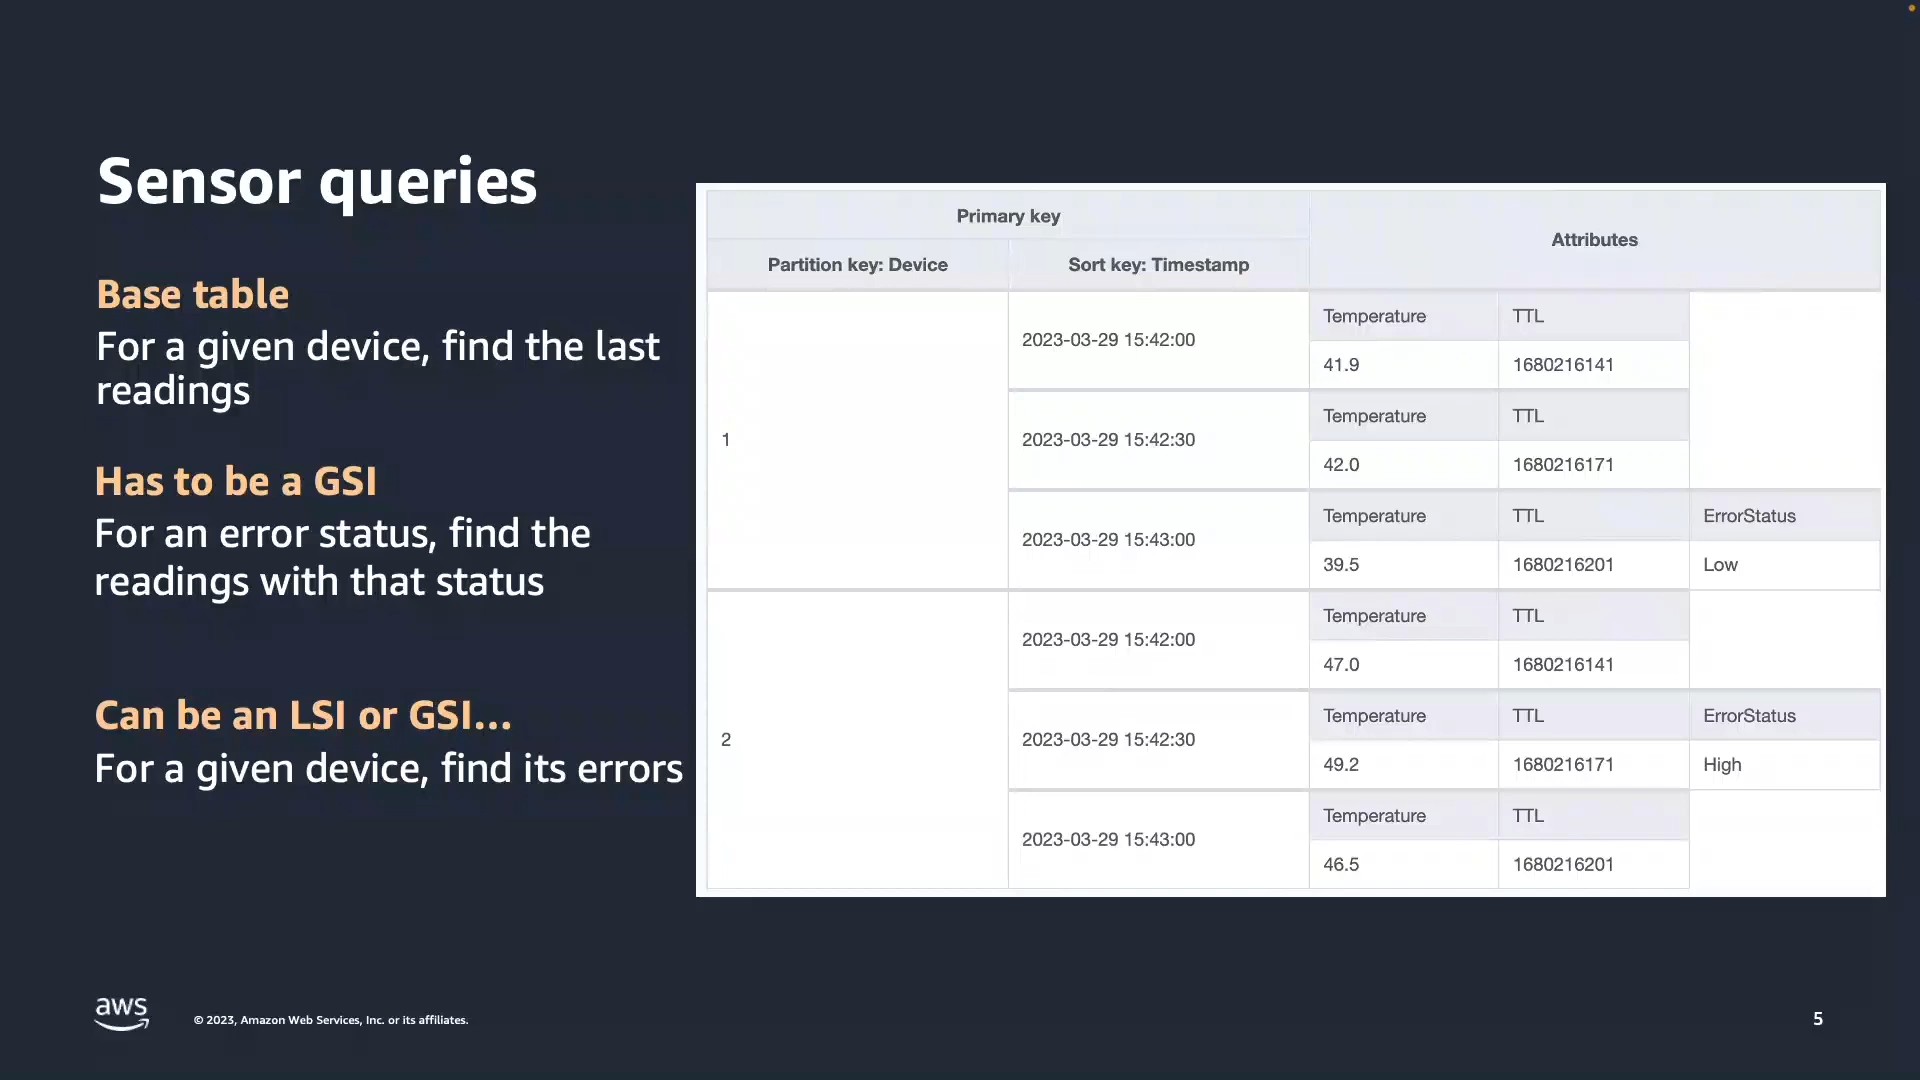 Sensor queries
Base table
For a given device, find the last
readings
Has to be a GSI
For an error status, find the
readings with that status
Can be an LSI or GSI...
For a given device, find its errors
Primary key
Attributes
Partition key: Device
Sort key: Timestamp
1
2023-03-29 15:42:00
Temperature
TTL
41.9
1680216141
2023-03-29 15:42:30
Temperature
TTL
42.0
1680216171
2023-03-29 15:43:00
Temperature
TTL
ErrorStatus
39.5
1680216201
Low
2
2023-03-29 15:42:00
Temperature
TTL
47.0
1680216141
2023-03-29 15:42:30
Temperature
TTL
ErrorStatus
49.2
1680216171
High
2023-03-29 15:43:00
Temperature
TTL
46.5
1680216201
aws
© 2023, Amazon Web Services, Inc. or its affiliates.
5